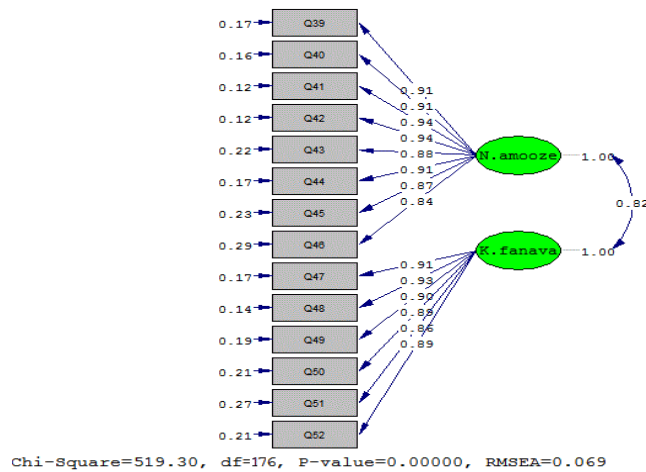 0.17 Q39
0.16 Q40
0.12 Q41
0.12 Q42
0.22 Q43
0.17 Q44
0.23 Q45
0.29 Q46
0.17 Q47
0.14 Q48
0.19 Q49
0.21 Q50
0.27 Q51
0.21 Q52
0.91
0.91
0.94
0.94
0.88
0.91
0.87
0.84
0.91
0.93
0.90
0.89
0.86
0.89
N.amooze 1.00
K.fanava 1.00
0.82
Chi-Square=519.30, df=176, P-value=0.00000, RMSEA=0.069